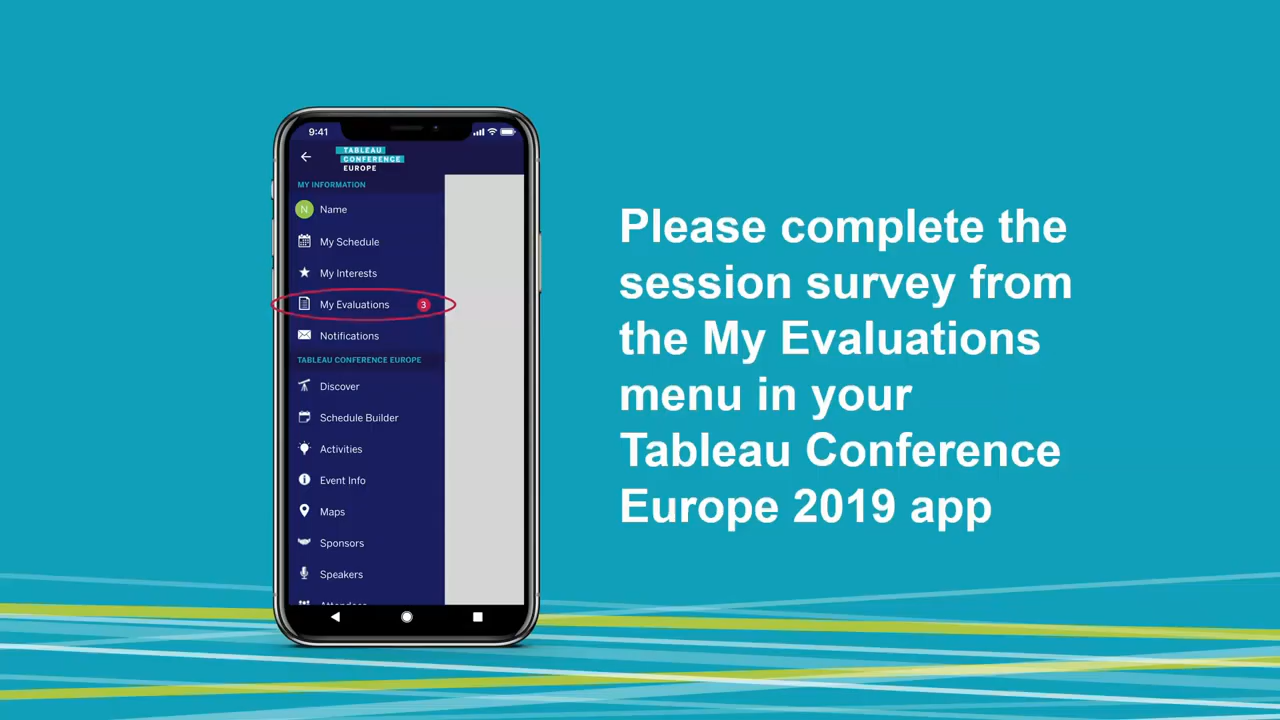 9:41
TABLEAU
CONFERENCE
EUROPE
MY INFORMATION
N Name
My Schedule
My Interests
My Evaluations 3
Notifications
TABLEAU CONFERENCE EUROPE
Discover
Schedule Builder
Activities
Event Info
Maps
Sponsors
Speakers
Please complete the
session survey from
the My Evaluations
menu in your
Tableau Conference
Europe 2019 app